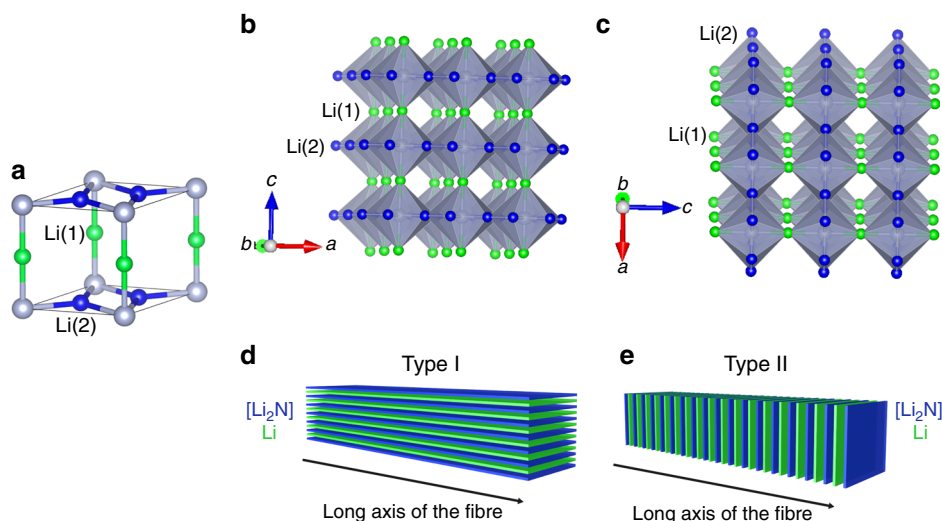 a
Li(1)
Li(2)
b
Li(1)
Li(2)
c
b
a
c
Li(2)
Li(1)
b
c
a
d
Type I
[Li₂N]
Li
Long axis of the fibre
e
Type II
[Li₂N]
Li
Long axis of the fibre